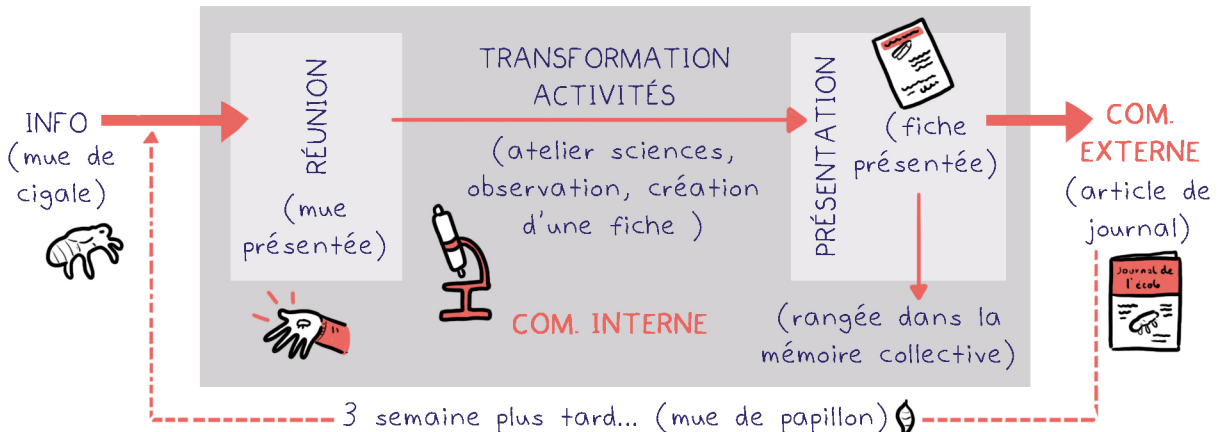 INFO
(mue de
cigale)
RÉUNION
(mue
présentée)
TRANSFORMATION
ACTIVITÉS
(atelier sciences,
observation, création
d'une fiche )
COM. INTERNE
PRÉSENTATION
(fiche
présentée)
(rangée dans la
mémoire collective)
COM.
EXTERNE
(article de
journal)
Journal de
l'école
3 semaine plus tard... (mue de papillon)